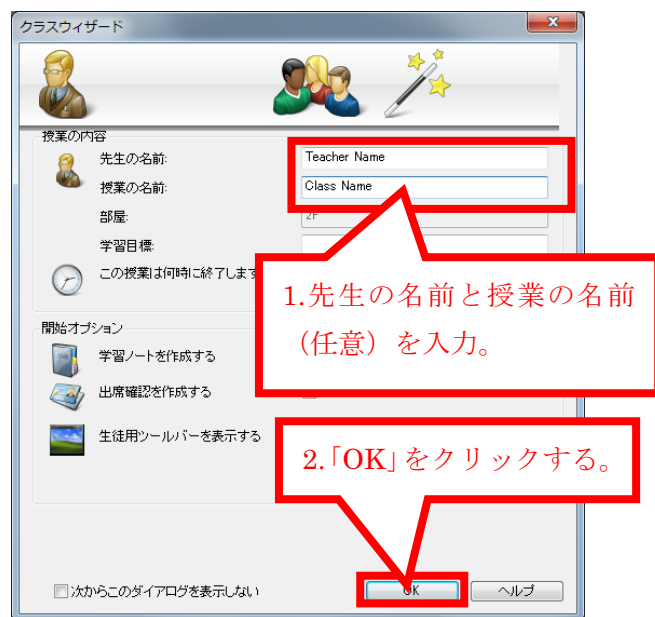 クラスウィザード
授業の内容
先生の名前:
Teacher Name
授業の名前:
Class Name
部屋:
2F
学習目標:
この授業は何時に終了します
1.先生の名前と授業の名前
（任意）を入力。
開始オプション
学習ノートを作成する
出席確認を作成する
生徒用ツールバーを表示する
2.「OK」をクリックする。
次からこのダイアログを表示しない
OK
ヘルプ